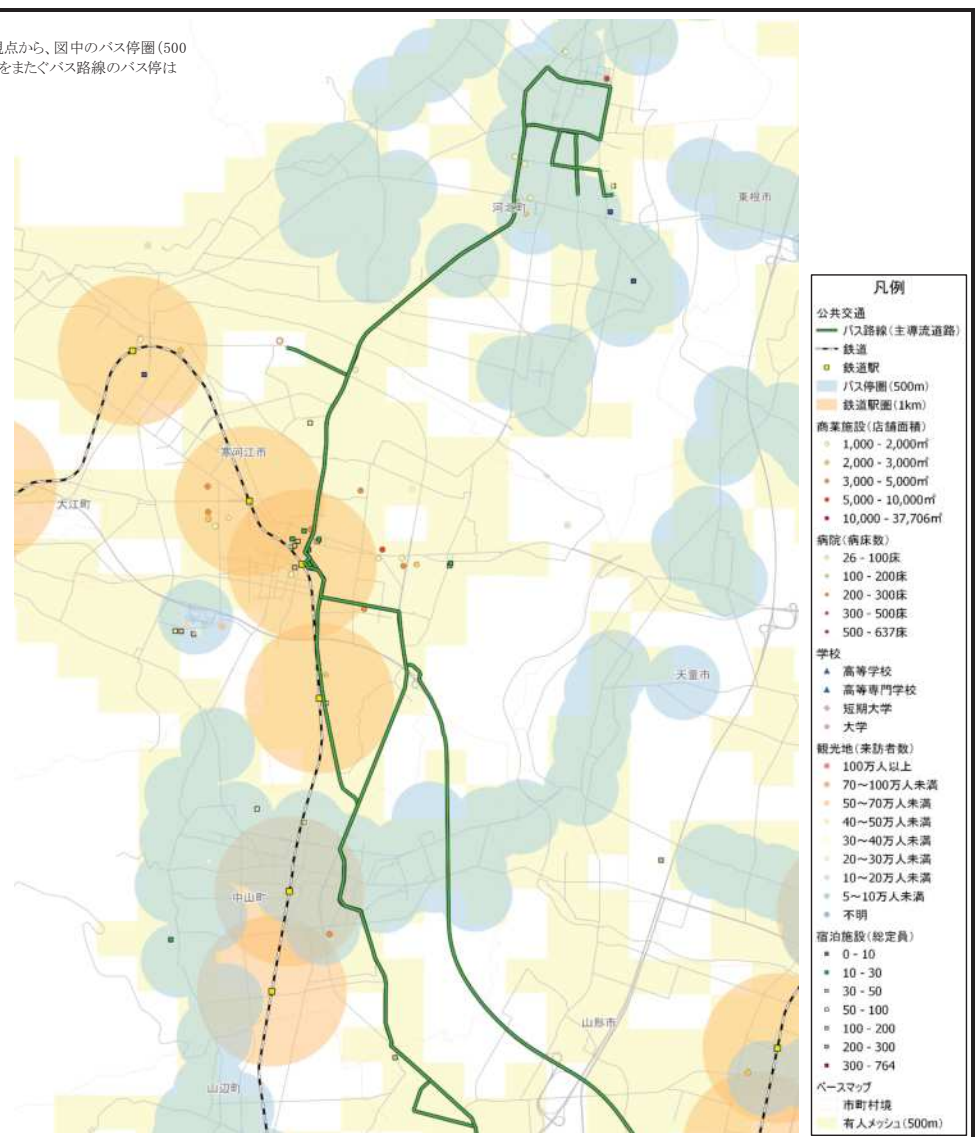 観点から、図中のバス停圏(500
をまたぐバス路線のバス停は
河北町
東根市
寒河江市
大江町
天童市
中山町
山形市
山辺町
凡例
公共交通
バス路線(主導流道路)
鉄道
鉄道駅
バス停圏(500m)
鉄道駅圏(1km)
商業施設(店舗面積)
1,000 - 2,000㎡
2,000 - 3,000㎡
3,000 - 5,000㎡
5,000 - 10,000㎡
10,000 - 37,706㎡
病院(病床数)
26 - 100床
100 - 200床
200 - 300床
300 - 500床
500 - 637床
学校
高等学校
高等専門学校
短期大学
大学
観光地(来訪者数)
100万人以上
70～100万人未満
50～70万人未満
40～50万人未満
30～40万人未満
20～30万人未満
10～20万人未満
5～10万人未満
不明
宿泊施設(総定員)
0 - 10
10 - 30
30 - 50
50 - 100
100 - 200
200 - 300
300 - 764
ベースマップ
市町村境
有人メッシュ(500m)